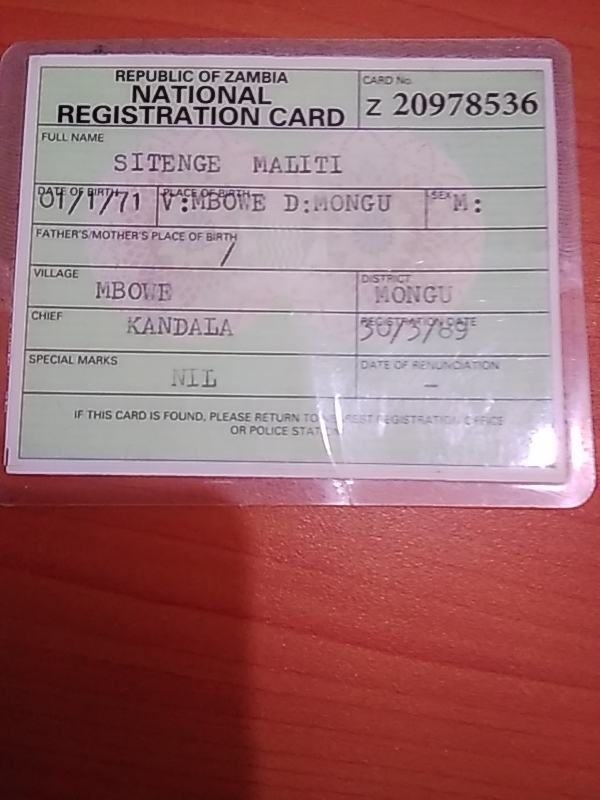 REPUBLIC OF ZAMBIA
NATIONAL
REGISTRATION CARD
CARD No.
Z 20978536
FULL NAME
SITENGE MALITI
DATE OF BIRTH PLACE OF BIRTH SEX
01/1/71 V:MBOWE D:MONGU M:
FATHER'S/MOTHER'S PLACE OF BIRTH
/
VILLAGE DISTRICT
MBOWE MONGU
CHIEF REGISTRATION DATE
KANDALA 30/3/89
SPECIAL MARKS DATE OF RENUNCIATION
NIL –
IF THIS CARD IS FOUND, PLEASE RETURN TO NEAREST REGISTRATION OFFICE
OR POLICE STATION